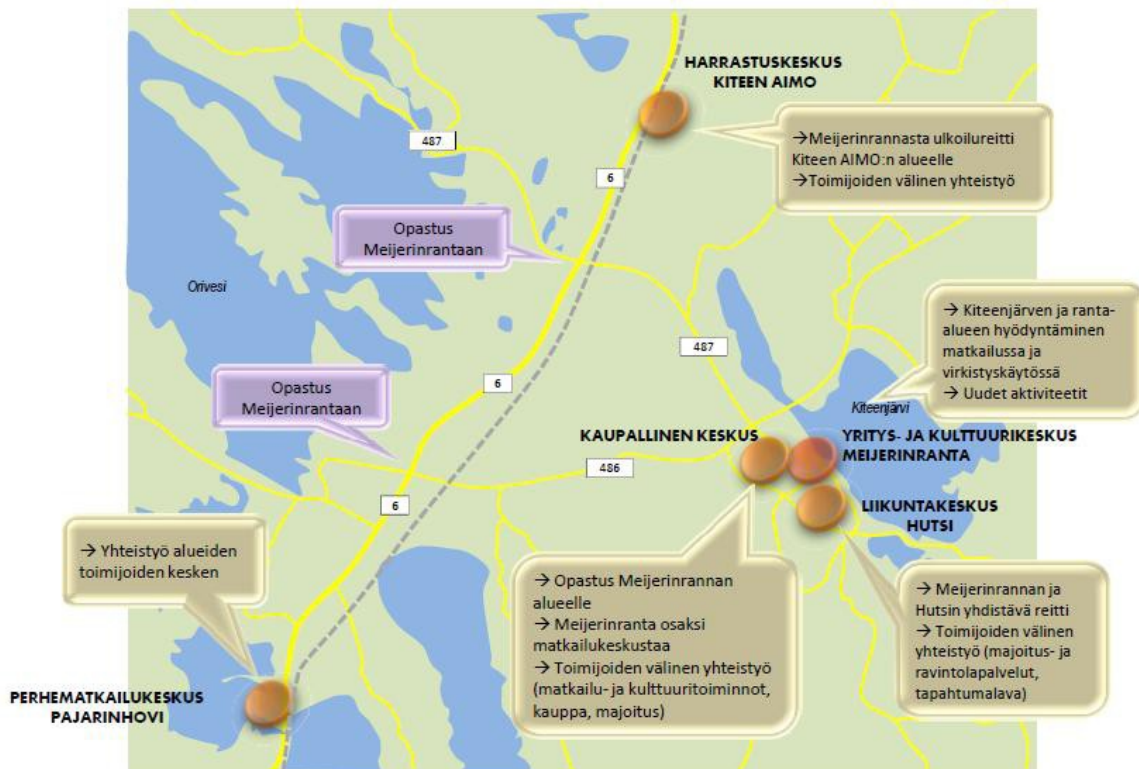 HARRASTUSKESKUS
KITEEN AIMO
→Meijerinrannasta ulkoilureitti
Kiteen AIMO:n alueelle
→Toimijoiden välinen yhteistyö
487
6
Opastus
Meijerinrantaan
Orivesi
→ Kiteenjärven ja ranta-
alueen hyödyntäminen
matkailussa ja
virkistyskäytössä
→ Uudet aktiviteetit
487
6
Opastus
Meijerinrantaan
Kiteenjärvi
KAUPALLINEN KESKUS
YRITYS- JA KULTTUURIKESKUS
MEIJERINRANTA
486
6
LIIKUNTAKESKUS
HUTSI
→ Yhteistyö alueiden
toimijoiden kesken
→ Opastus Meijerinrannan
alueelle
→ Meijerinranta osaksi
matkailukeskustaa
→ Toimijoiden välinen yhteistyö
(matkailu- ja kulttuuritoiminnot,
kauppa, majoitus)
→ Meijerinrannan ja
Hutsin yhdistävä reitti
→ Toimijoiden välinen
yhteistyö (majoitus- ja
ravintolapalvelut,
tapahtumalava)
PERHEMATKAILUKESKUS
PAJARINHOVI